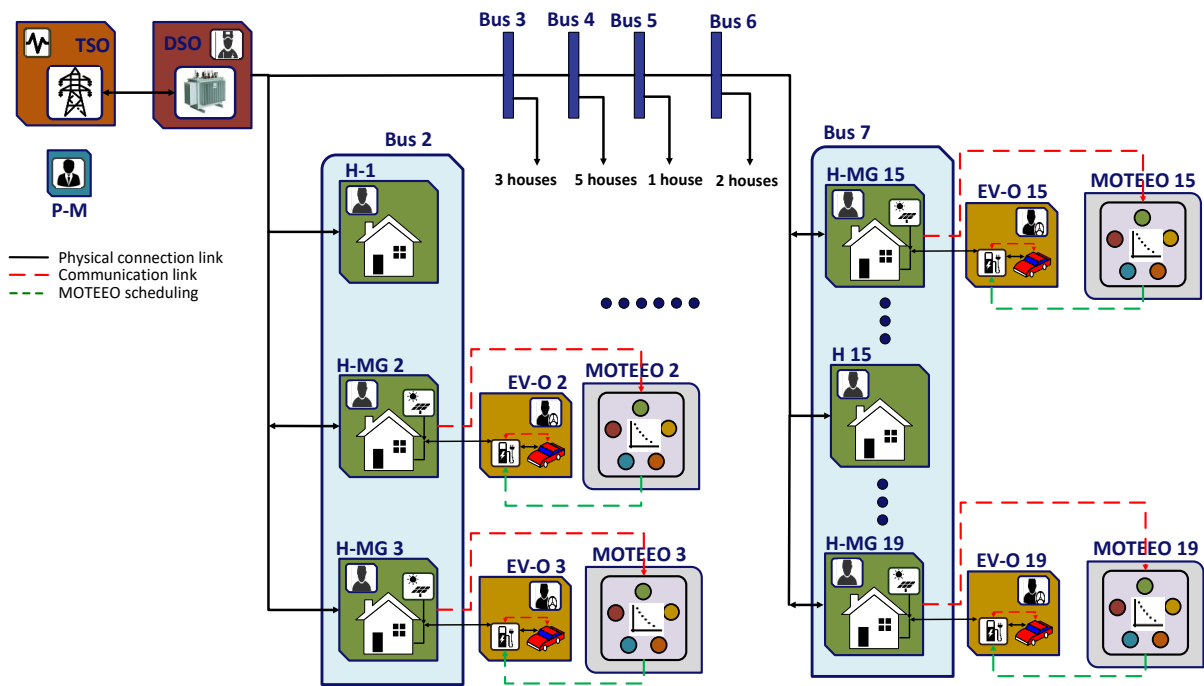 TSO
DSO
P-M
Physical connection link
Communication link
MOTEEO scheduling
Bus 3
Bus 4
Bus 5
Bus 6
3 houses
5 houses
1 house
2 houses
Bus 2
H-1
H-MG 2
EV-O 2
MOTEEO 2
H-MG 3
EV-O 3
MOTEEO 3
Bus 7
H-MG 15
EV-O 15
MOTEEO 15
H 15
H-MG 19
EV-O 19
MOTEEO 19